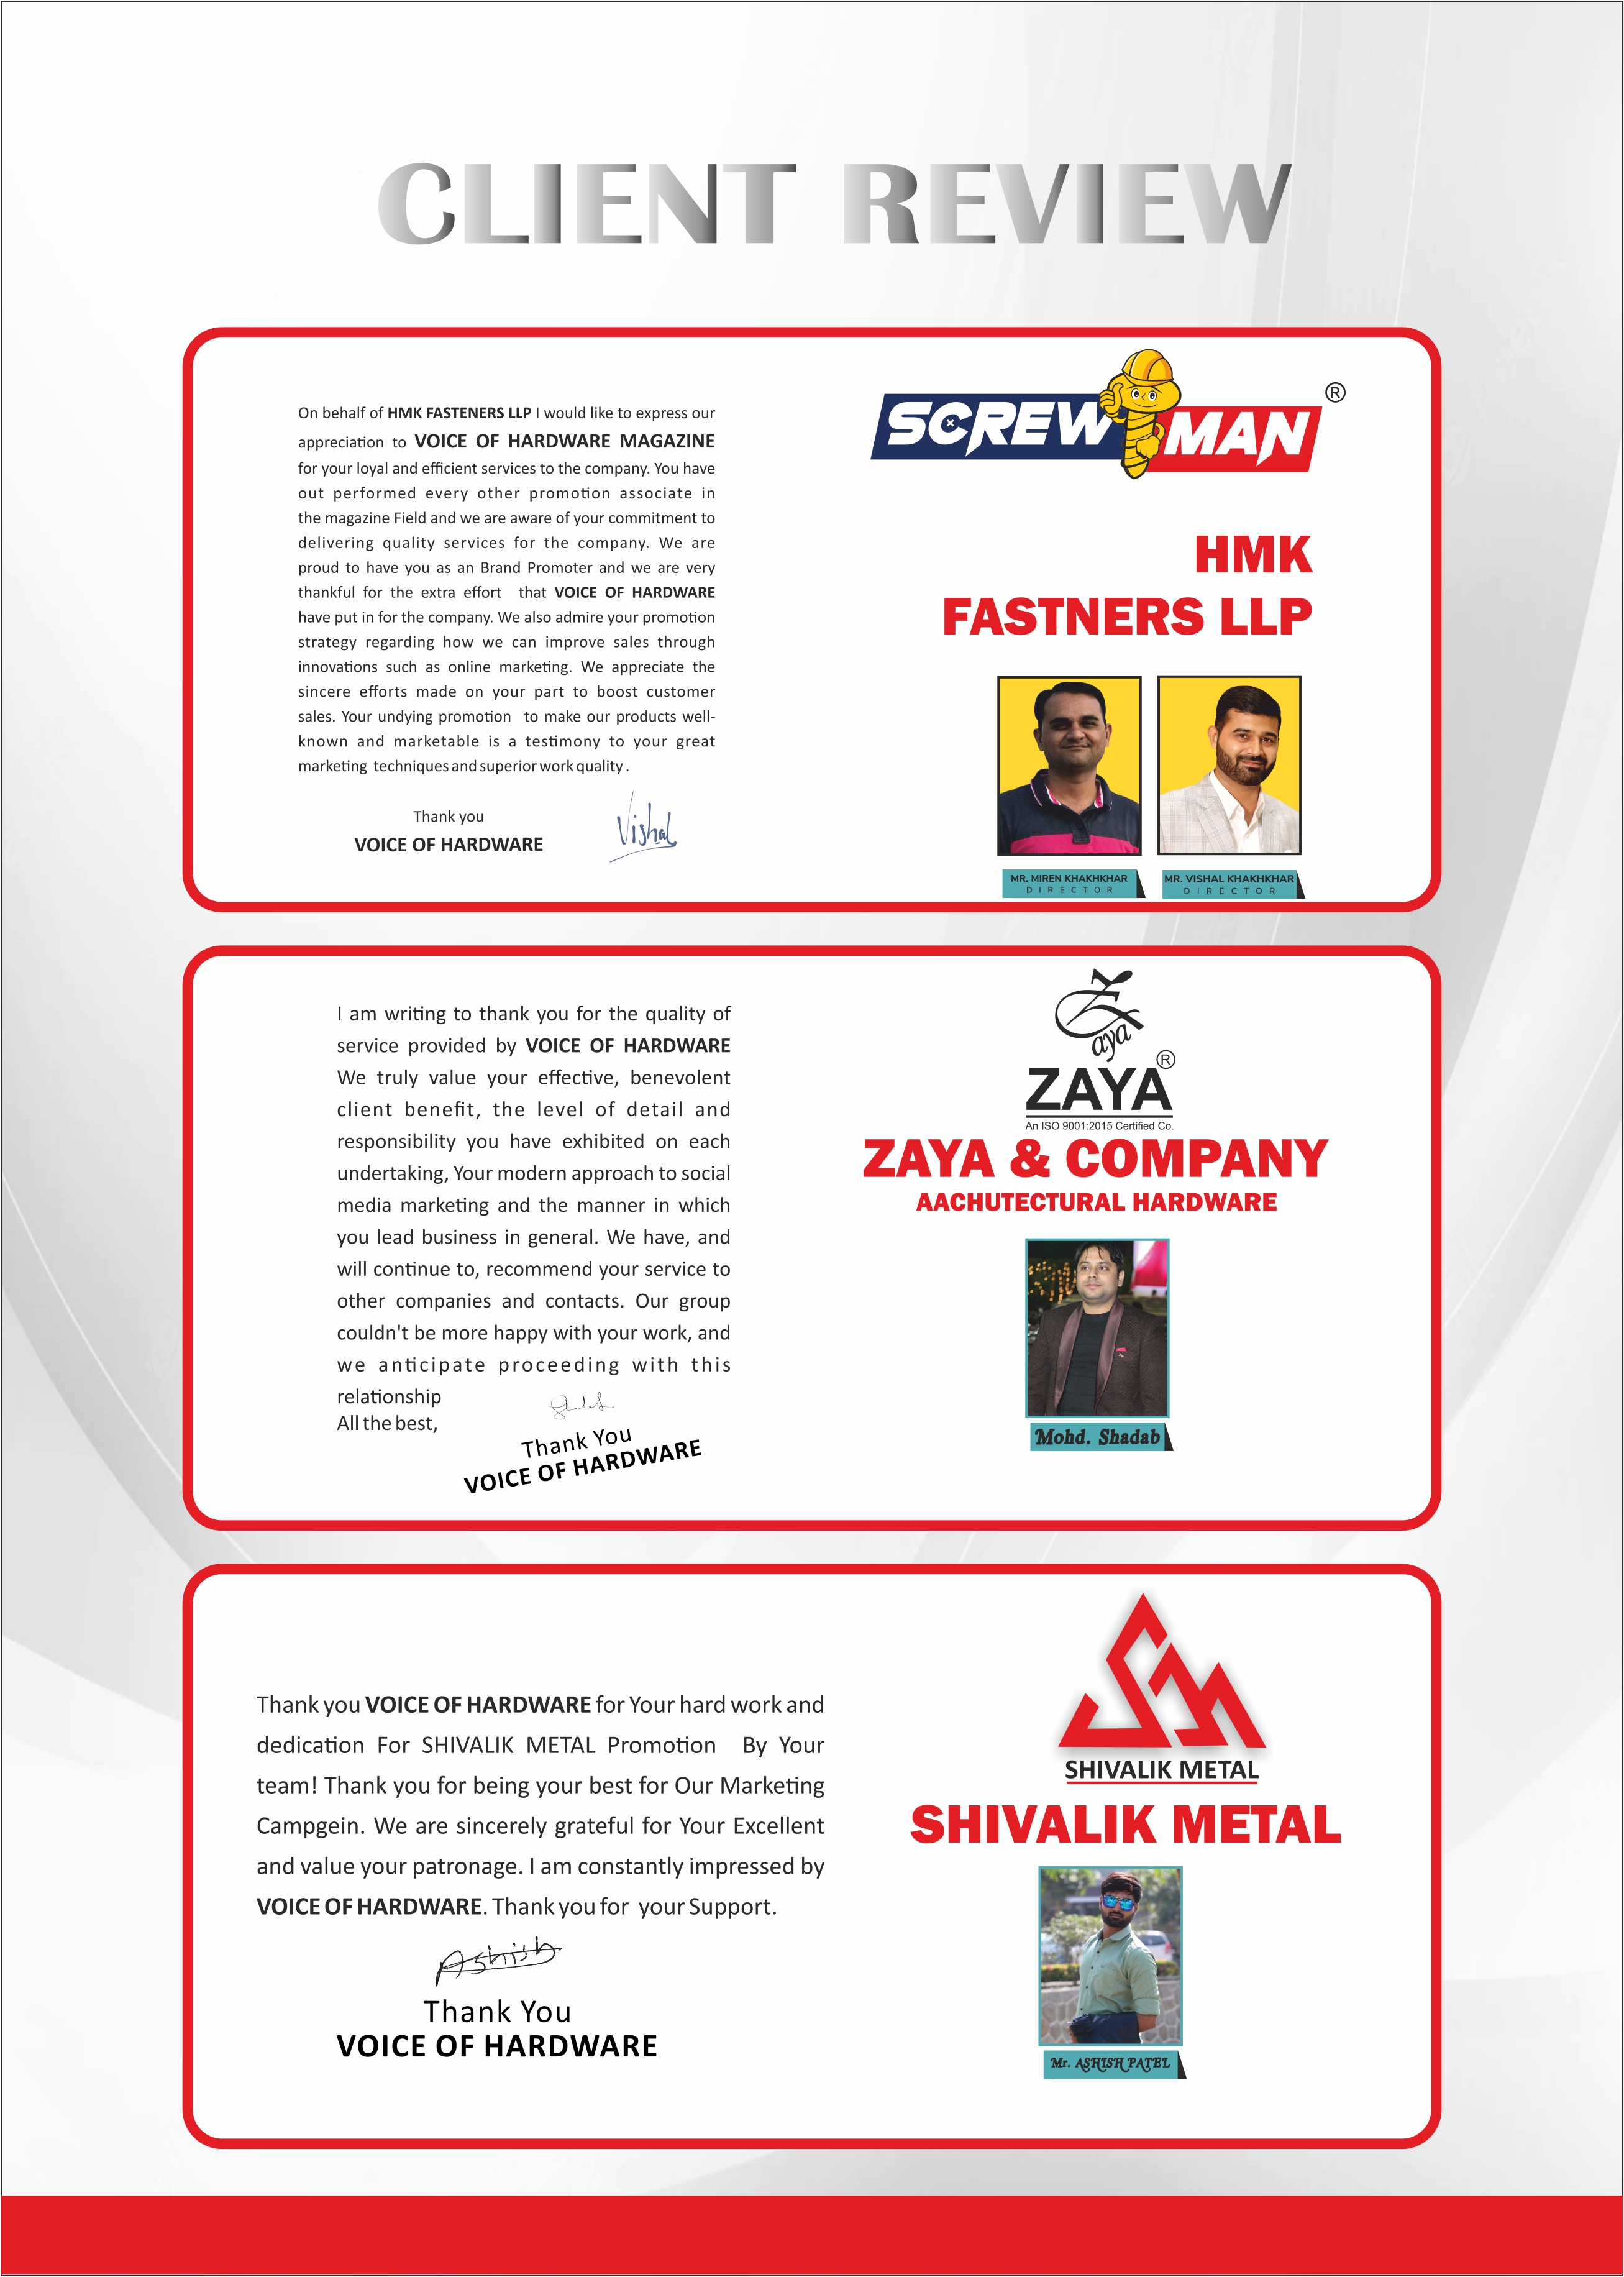 CLIENT REVIEW
On behalf of HMK FASTENERS LLP I would like to express our
appreciation to VOICE OF HARDWARE MAGAZINE
for your loyal and efficient services to the company. You have
out performed every other promotion associate in
the magazine Field and we are aware of your commitment to
delivering quality services for the company. We are
proud to have you as an Brand Promoter and we are very
thankful for the extra effort that VOICE OF HARDWARE
have put in for the company. We also admire your promotion
strategy regarding how we can improve sales through
innovations such as online marketing. We appreciate the
sincere efforts made on your part to boost customer
sales. Your undying promotion to make our products well-
known and marketable is a testimony to your great
marketing techniques and superior work quality .
Thank you
VOICE OF HARDWARE
Vishal
SCREW MAN ®
HMK
FASTNERS LLP
MR. MIREN KHAKHKHAR
DIRECTOR
MR. VISHAL KHAKHKHAR
DIRECTOR
I am writing to thank you for the quality of
service provided by VOICE OF HARDWARE
We truly value your effective, benevolent
client benefit, the level of detail and
responsibility you have exhibited on each
undertaking, Your modern approach to social
media marketing and the manner in which
you lead business in general. We have, and
will continue to, recommend your service to
other companies and contacts. Our group
couldn't be more happy with your work, and
we anticipate proceeding with this
relationship
All the best,
Thank You
VOICE OF HARDWARE
Zaya
ZAYA ®
An ISO 9001:2015 Certified Co.
ZAYA & COMPANY
AACHUTECTURAL HARDWARE
Mohd. Shadab
Thank you VOICE OF HARDWARE for Your hard work and
dedication For SHIVALIK METAL Promotion By Your
team! Thank you for being your best for Our Marketing
Campgein. We are sincerely grateful for Your Excellent
and value your patronage. I am constantly impressed by
VOICE OF HARDWARE. Thank you for your Support.
Ashish
Thank You
VOICE OF HARDWARE
SHIVALIK METAL
SHIVALIK METAL
Mr. ASHISH PATEL